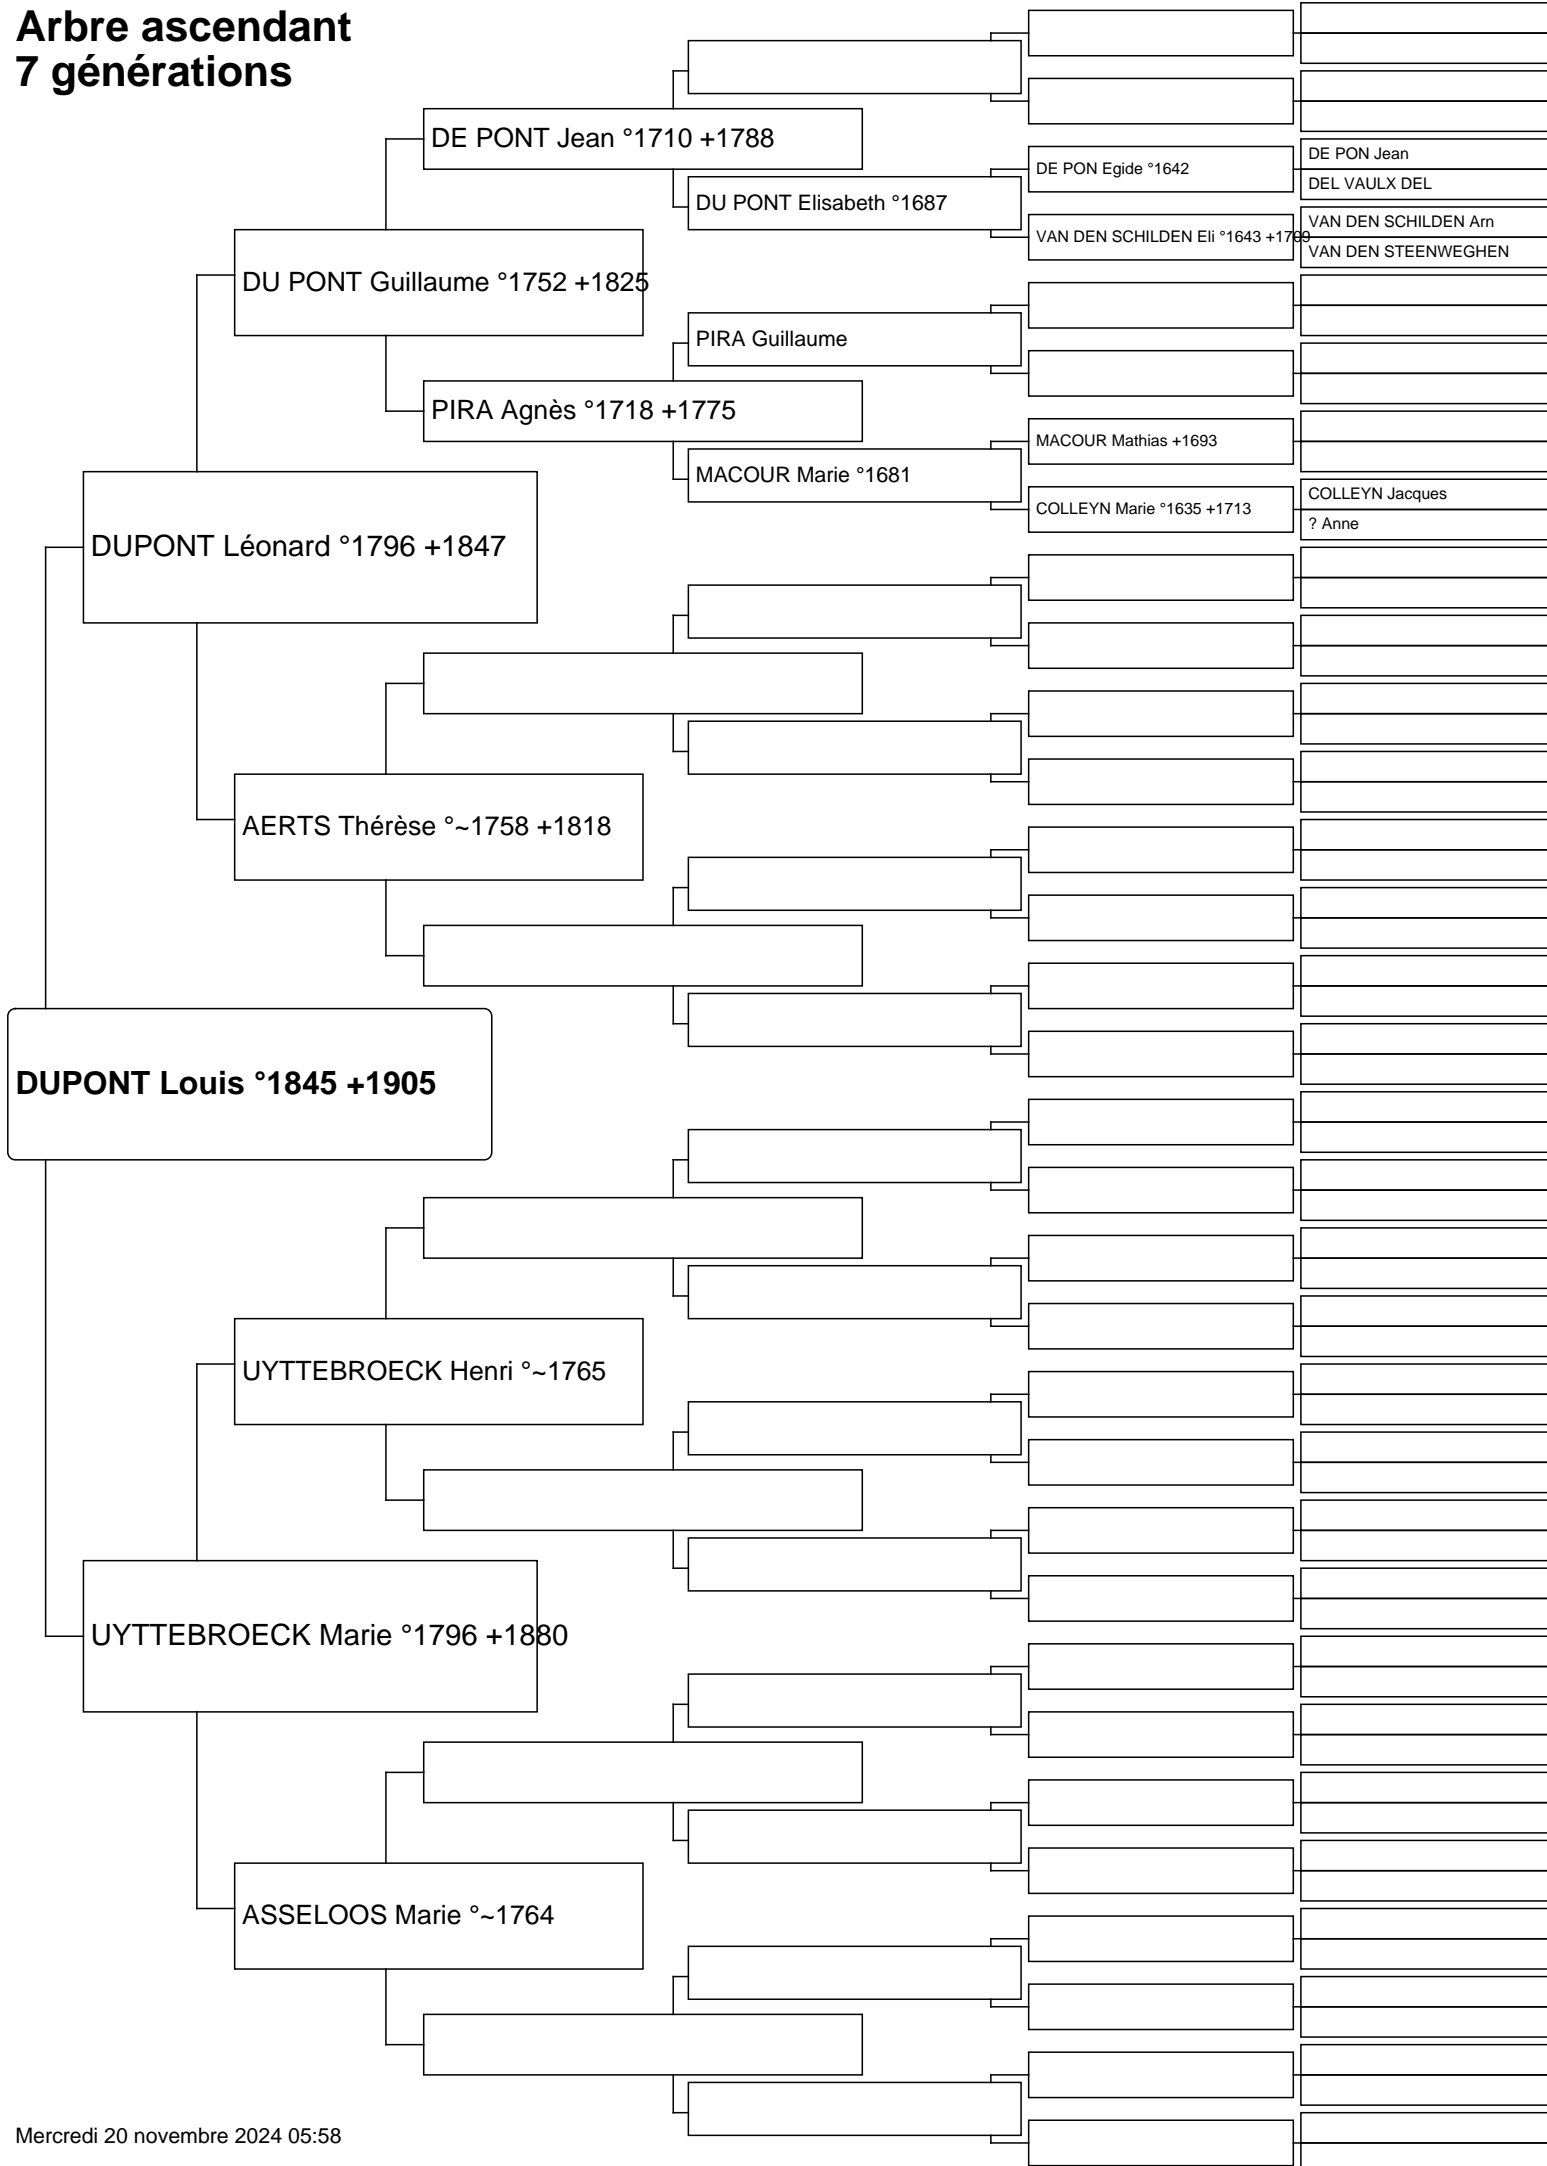 Arbre ascendant
7 générations
DE PONT Jean °1710 +1788
DE PON Egide °1642
DE PON Jean
DEL VAULX DEL
DU PONT Elisabeth °1687
VAN DEN SCHILDEN Eli °1643 +1709
VAN DEN SCHILDEN Arn
VAN DEN STEENWEGHEN
DU PONT Guillaume °1752 +1825
PIRA Guillaume
PIRA Agnès °1718 +1775
MACOUR Mathias +1693
MACOUR Marie °1681
COLLEYN Marie °1635 +1713
COLLEYN Jacques
? Anne
DUPONT Léonard °1796 +1847
AERTS Thérèse °~1758 +1818
DUPONT Louis °1845 +1905
UYTTEBROECK Henri °~1765
UYTTEBROECK Marie °1796 +1880
ASSELOOS Marie °~1764
Mercredi 20 novembre 2024 05:58